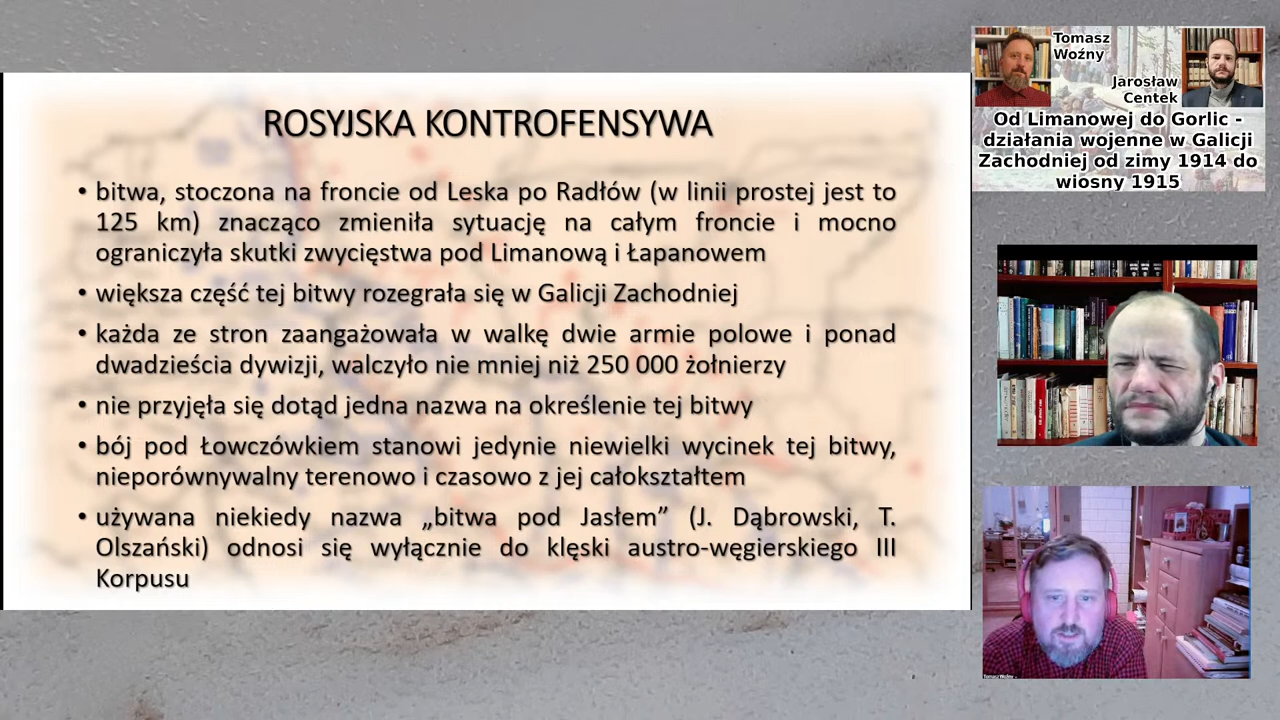 ROSYJSKA KONTROFENSYWA
• bitwa, stoczona na froncie od Leska po Radłów (w linii prostej jest to
125 km) znacząco zmieniła sytuację na całym froncie i mocno
ograniczyła skutki zwycięstwa pod Limanową i Łapanowem
• większa część tej bitwy rozegrała się w Galicji Zachodniej
• każda ze stron zaangażowała w walkę dwie armie polowe i ponad
dwadzieścia dywizji, walczyło nie mniej niż 250 000 żołnierzy
• nie przyjęła się dotąd jedna nazwa na określenie tej bitwy
• bój pod Łowczówkiem stanowi jedynie niewielki wycinek tej bitwy,
nieporównywalny terenowo i czasowo z jej całokształtem
• używana niekiedy nazwa „bitwa pod Jasłem” (J. Dąbrowski, T.
Olszański) odnosi się wyłącznie do klęski austro-węgierskiego III
Korpusu
Tomasz
Woźny
Jarosław
Centek
Od Limanowej do Gorlic -
działania wojenne w Galicji
Zachodniej od zimy 1914 do
wiosny 1915
Tomasz Woźny